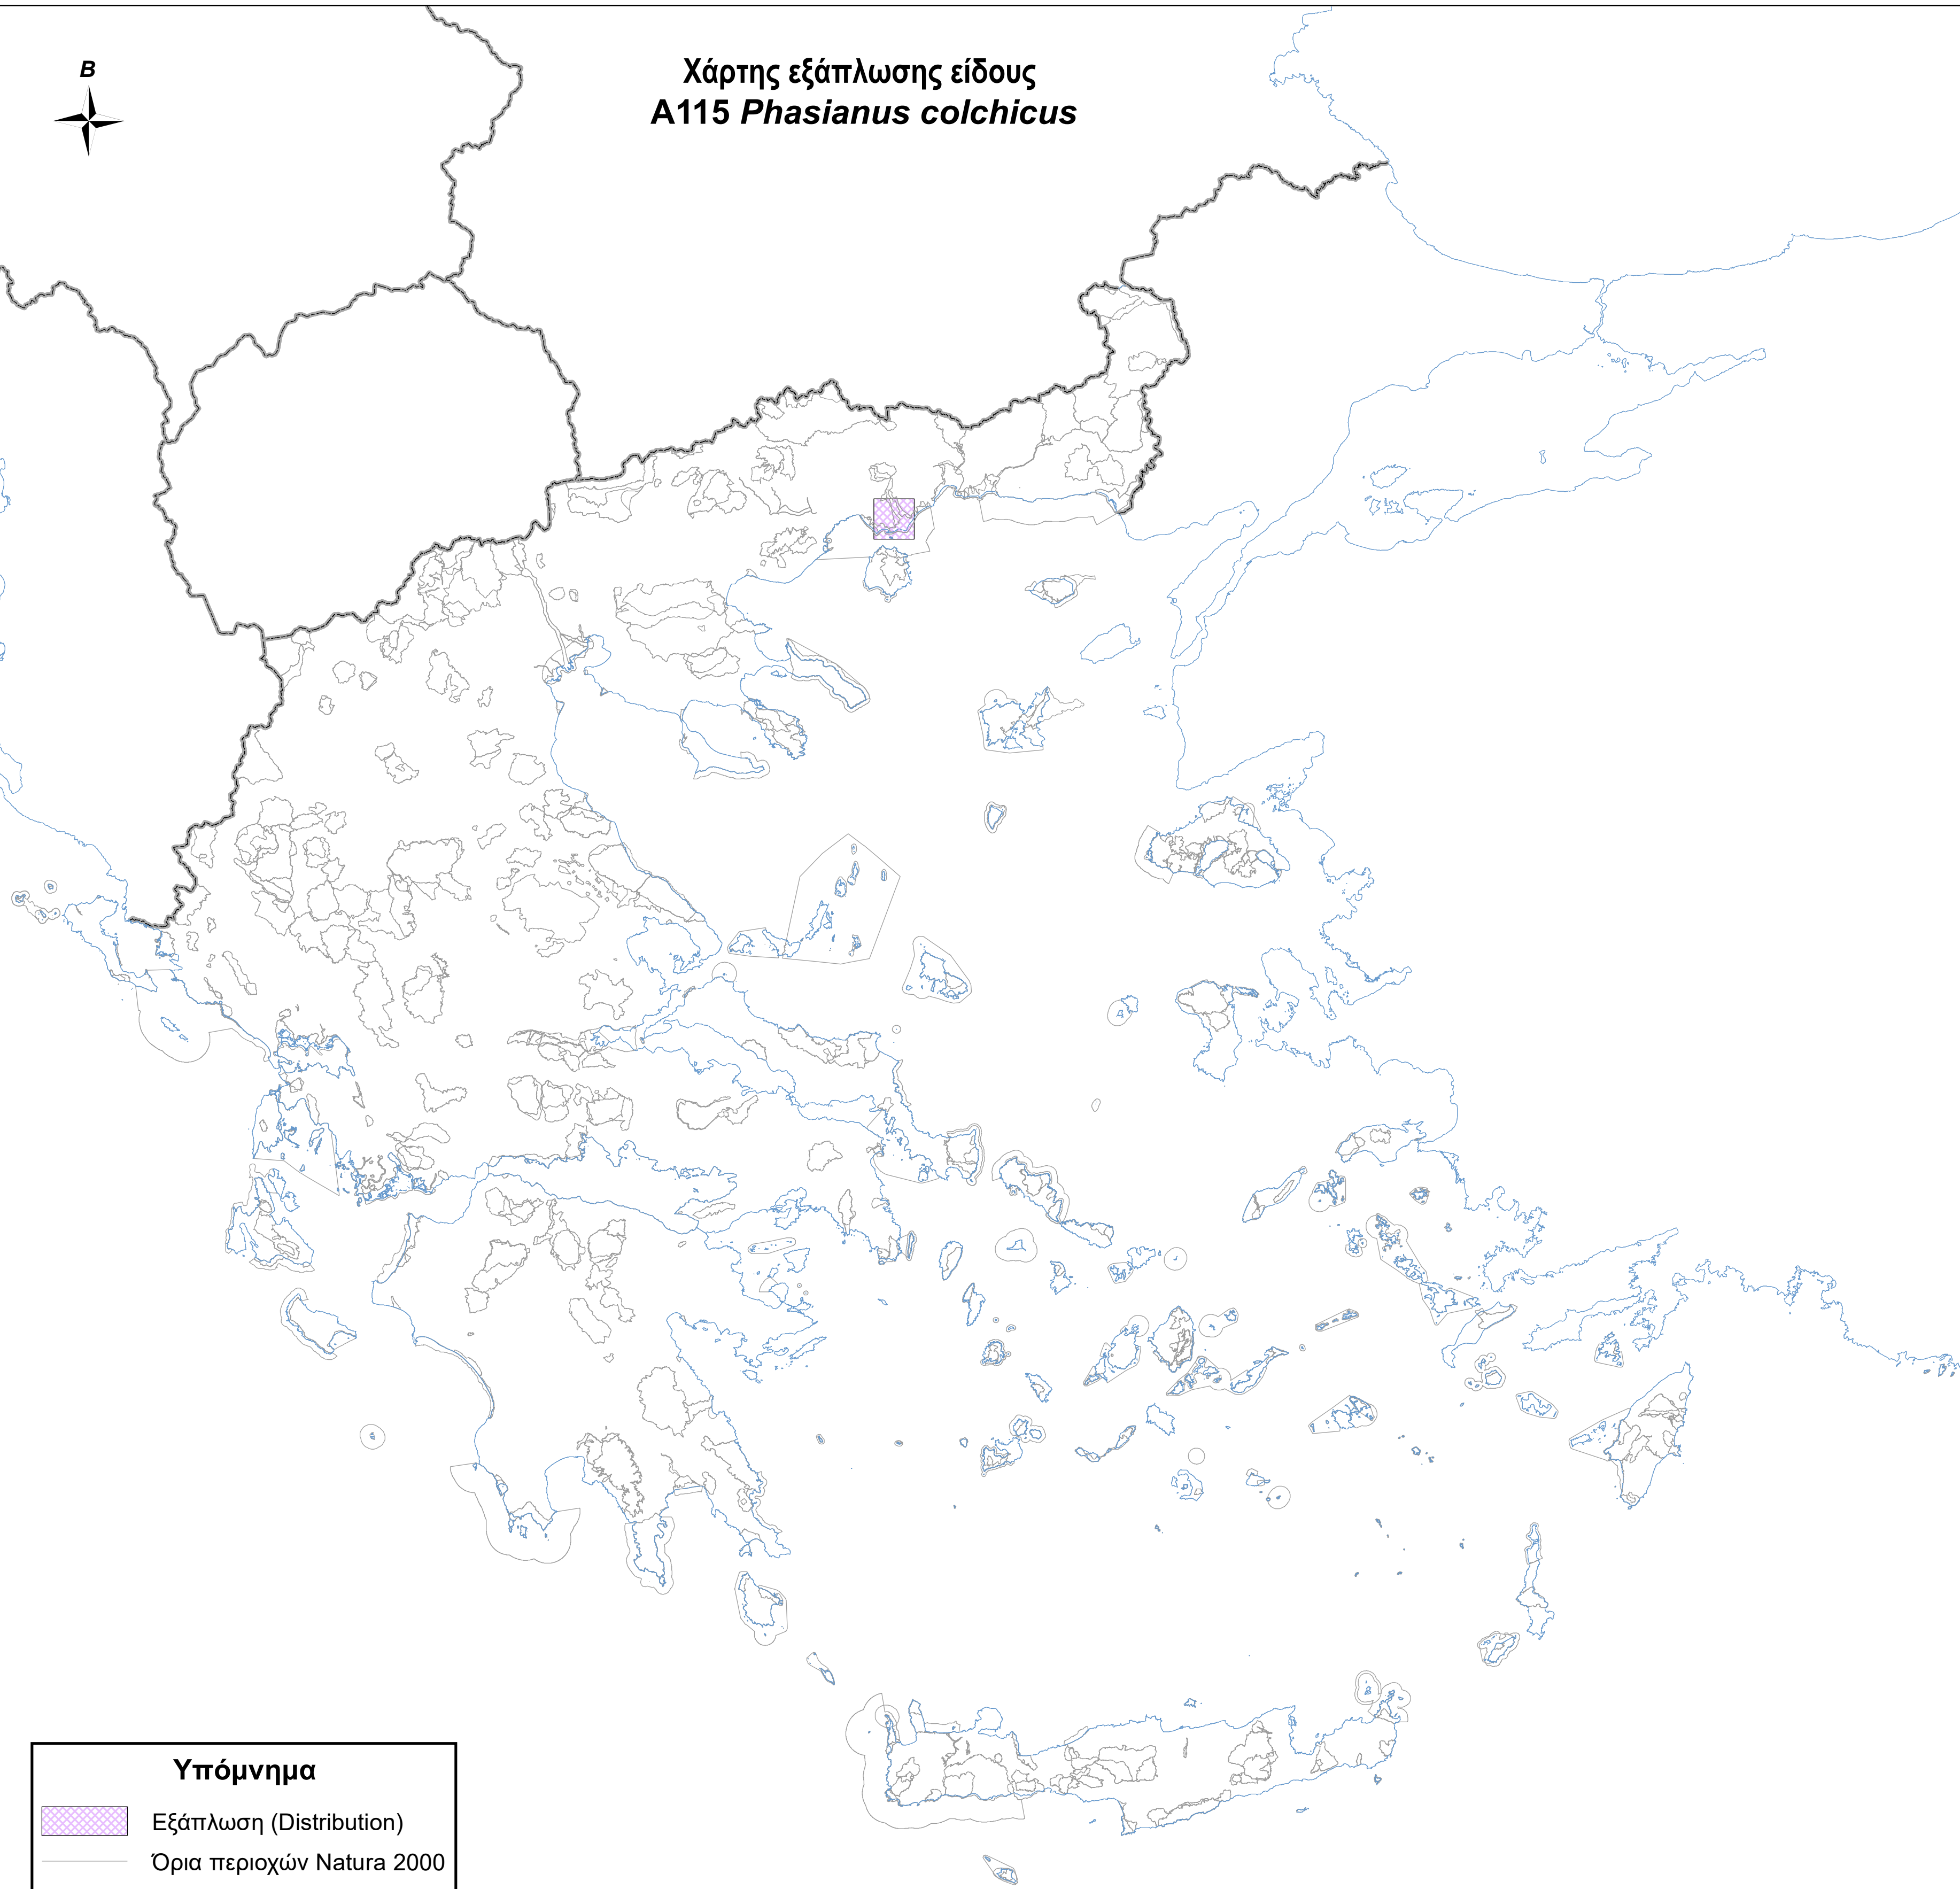 B
Χάρτης εξάπλωσης είδους
A115 Phasianus colchicus
Υπόμνημα
Εξάπλωση (Distribution)
Όρια περιοχών Natura 2000